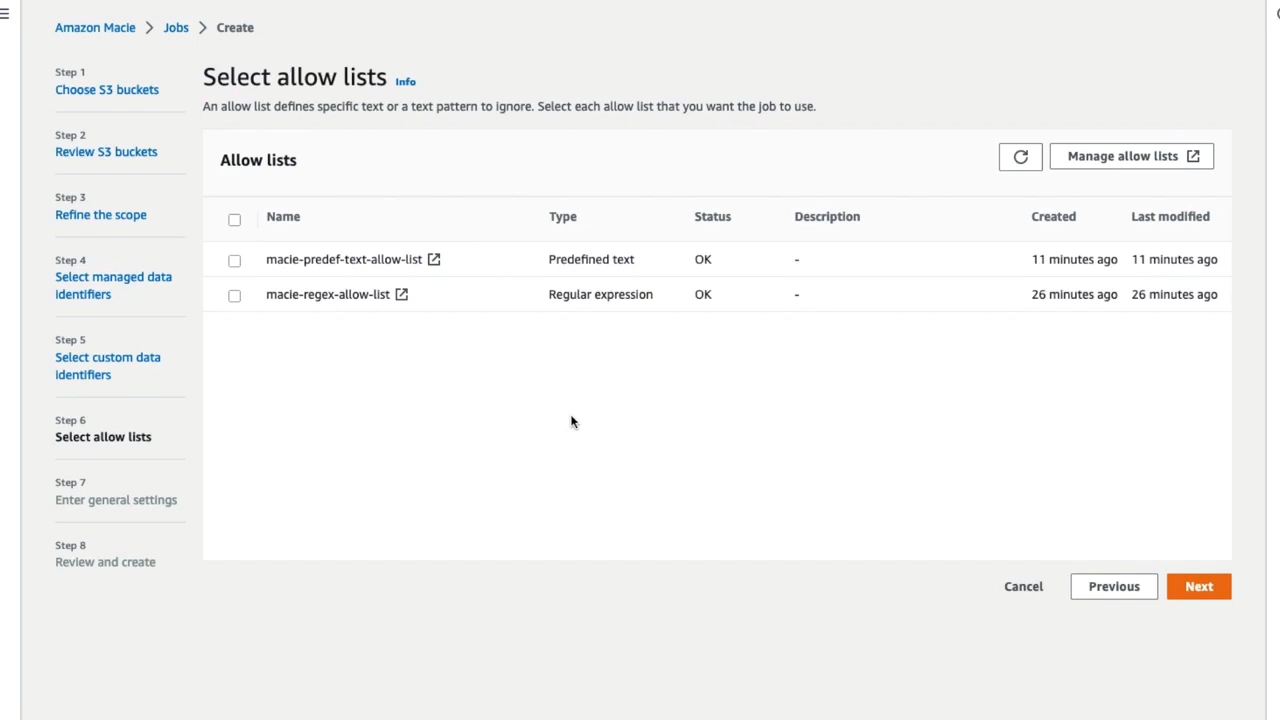 Amazon Macie > Jobs > Create
Step 1
Choose S3 buckets
Step 2
Review S3 buckets
Step 3
Refine the scope
Step 4
Select managed data
identifiers
Step 5
Select custom data
identifiers
Step 6
Select allow lists
Step 7
Enter general settings
Step 8
Review and create
Select allow lists Info
An allow list defines specific text or a text pattern to ignore. Select each allow list that you want the job to use.
Allow lists
Manage allow lists
Name Type Status Description Created Last modified
macie-predef-text-allow-list Predefined text OK - 11 minutes ago 11 minutes ago
macie-regex-allow-list Regular expression OK - 26 minutes ago 26 minutes ago
Cancel Previous Next